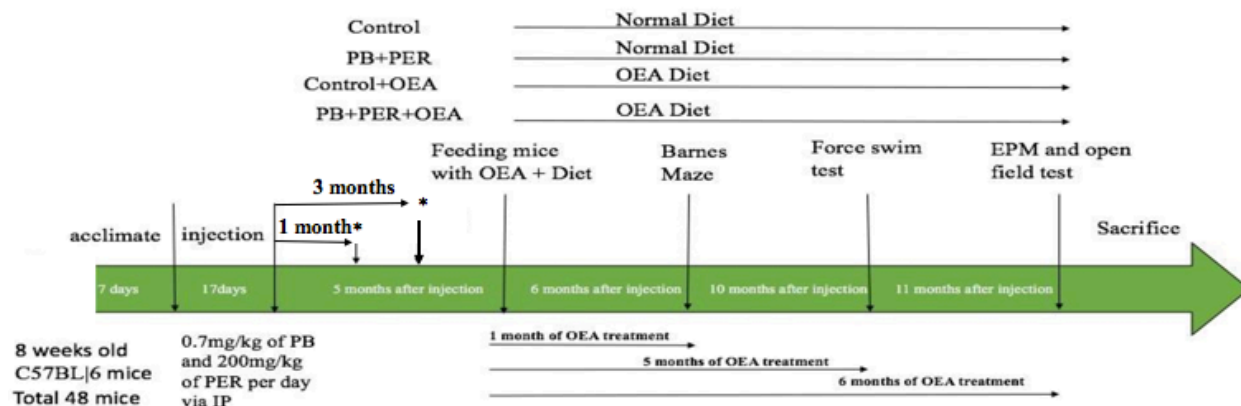 Control
Normal Diet
PB+PER
Normal Diet
Control+OEA
OEA Diet
PB+PER+OEA
OEA Diet
Feeding mice
with OEA + Diet
Barnes
Maze
Force swim
test
EPM and open
field test
3 months
*
1 month*
acclimate
injection
Sacrifice
7 days
17days
5 months after injection
6 months after injection
10 months after injection
11 months after injection
8 weeks old
C57BL|6 mice
Total 48 mice
0.7mg/kg of PB
and 200mg/kg
of PER per day
via IP
1 month of OEA treatment
5 months of OEA treatment
6 months of OEA treatment